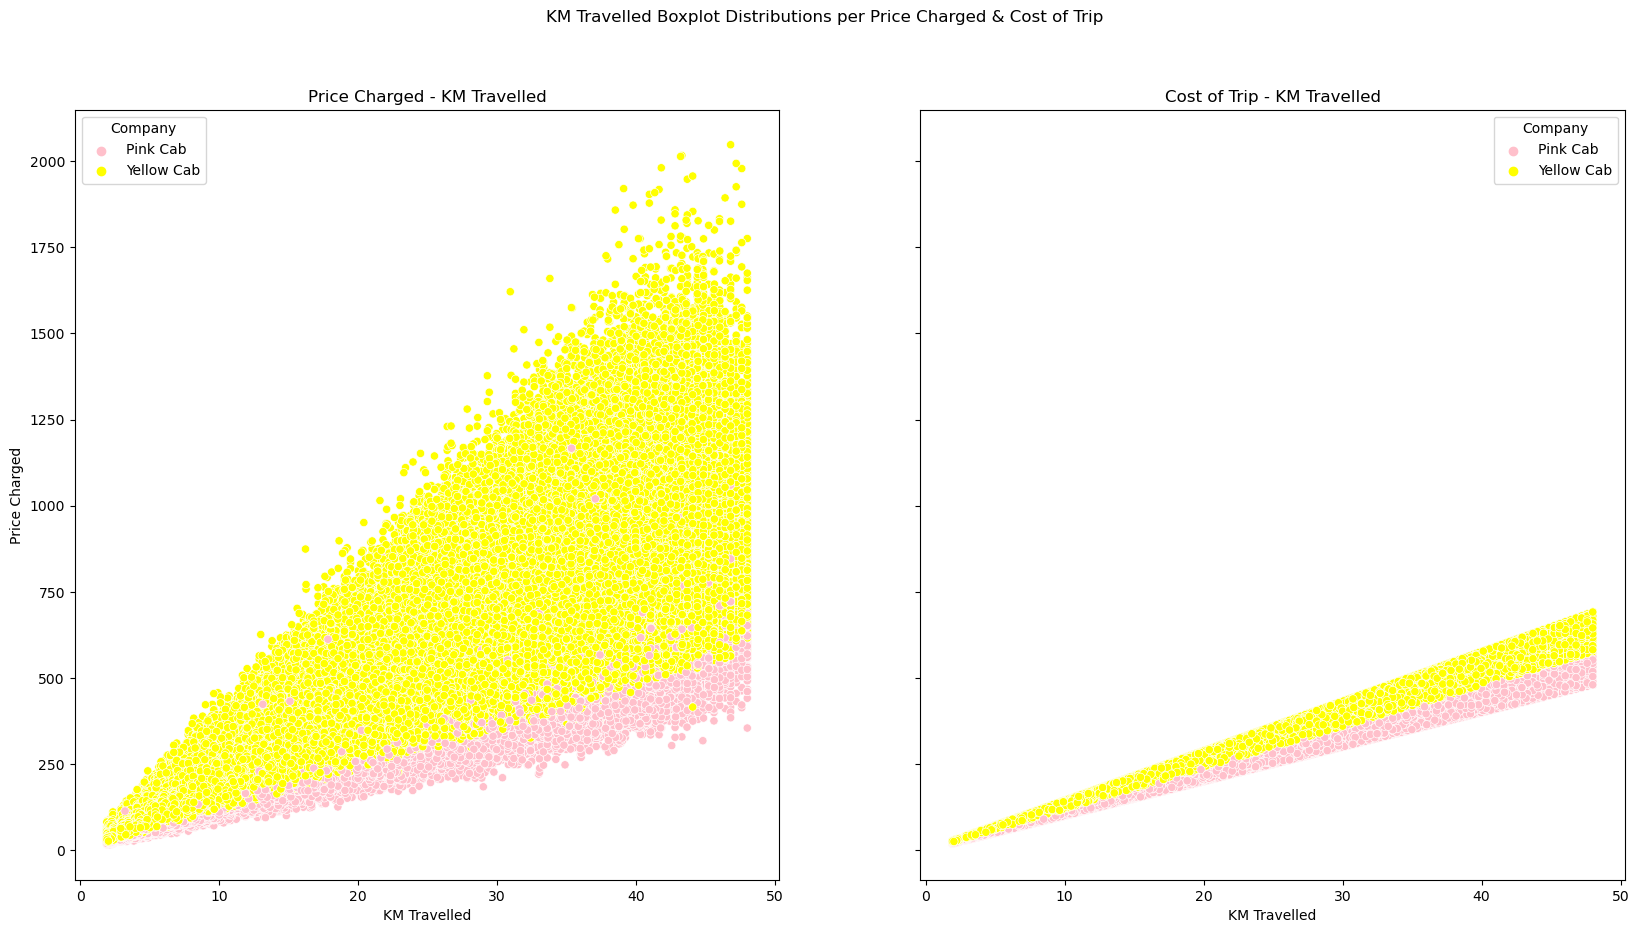 KM Travelled Boxplot Distributions per Price Charged & Cost of Trip
Price Charged - KM Travelled
Company
Pink Cab
Yellow Cab
2000
1750
1500
1250
1000
750
500
250
0
Price Charged
0 10 20 30 40 50
KM Travelled
Cost of Trip - KM Travelled
Company
Pink Cab
Yellow Cab
0 10 20 30 40 50
KM Travelled